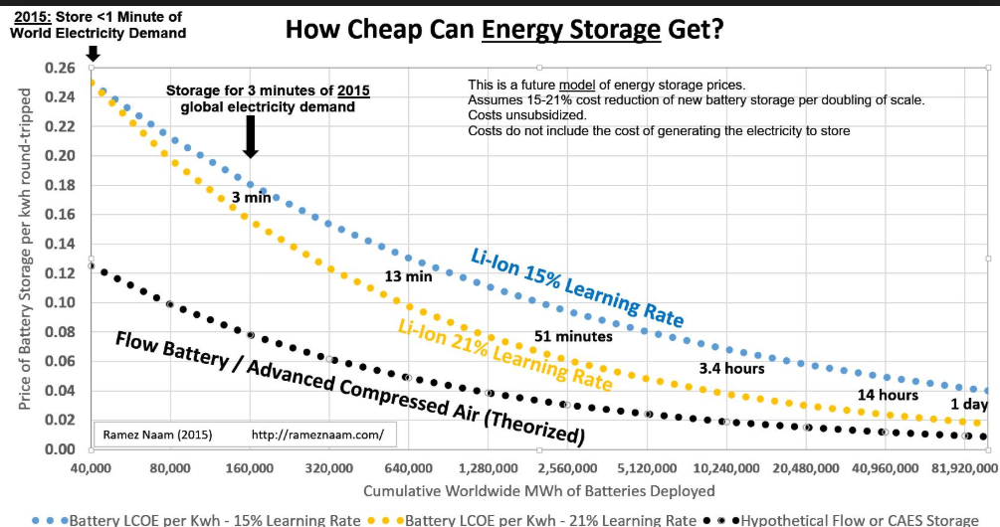 2015: Store <1 Minute of
World Electricity Demand
How Cheap Can Energy Storage Get?
This is a future model of energy storage prices.
Assumes 15-21% cost reduction of new battery storage per doubling of scale.
Costs unsubsidized.
Costs do not include the cost of generating the electricity to store
Storage for 3 minutes of 2015
global electricity demand
Price of Battery Storage per kwh round-tripped
0.26
0.24
0.22
0.20
0.18
0.16
0.14
0.12
0.10
0.08
0.06
0.04
0.02
0.00
3 min
13 min
51 minutes
3.4 hours
14 hours
1 day
Li-Ion 15% Learning Rate
Li-Ion 21% Learning Rate
Flow Battery / Advanced Compressed Air (Theorized)
Ramez Naam (2015) http://rameznaam.com/
40,000 80,000 160,000 320,000 640,000 1,280,000 2,560,000 5,120,000 10,240,000 20,480,000 40,960,000 81,920,000
Cumulative Worldwide MWh of Batteries Deployed
Battery LCOE per Kwh - 15% Learning Rate Battery LCOE per Kwh - 21% Learning Rate Hypothetical Flow or CAES Storage